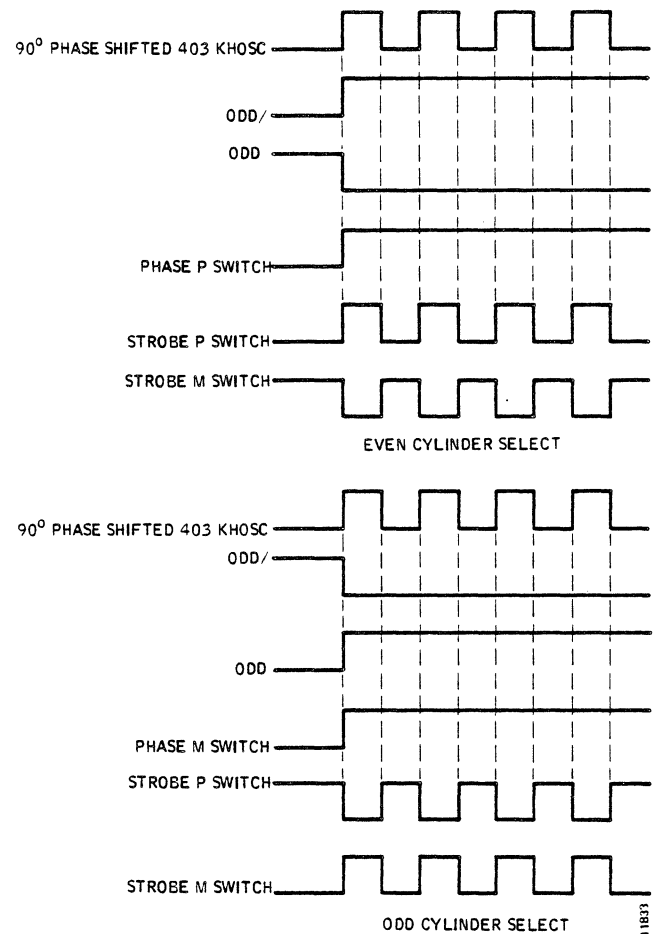 90° PHASE SHIFTED 403 KHOSC
ODD/
ODD
PHASE P SWITCH
STROBE P SWITCH
STROBE M SWITCH
EVEN CYLINDER SELECT
90° PHASE SHIFTED 403 KHOSC
ODD/
ODD
PHASE M SWITCH
STROBE P SWITCH
STROBE M SWITCH
ODD CYLINDER SELECT
11833